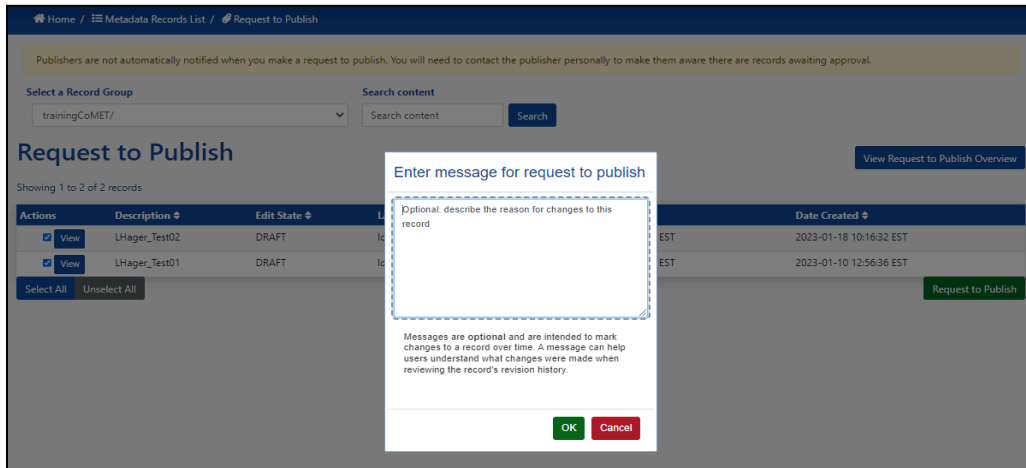 Home / Metadata Records List / Request to Publish
Publishers are not automatically notified when you make a request to publish. You will need to contact the publisher personally to make them aware there are records awaiting approval.
Select a Record Group
Search content
trainingCoMET/
Search content
Search
Request to Publish
View Request to Publish Overview
Showing 1 to 2 of 2 records
Actions Description Edit State Date Created
View LHager_Test02 DRAFT EST 2023-01-18 10:16:32 EST
View LHager_Test01 DRAFT EST 2023-01-10 12:56:36 EST
Select All Unselect All
Request to Publish
Enter message for request to publish
Optional: describe the reason for changes to this
record
Messages are optional and are intended to mark
changes to a record over time. A message can help
users understand what changes were made when
reviewing the record's revision history.
OK Cancel